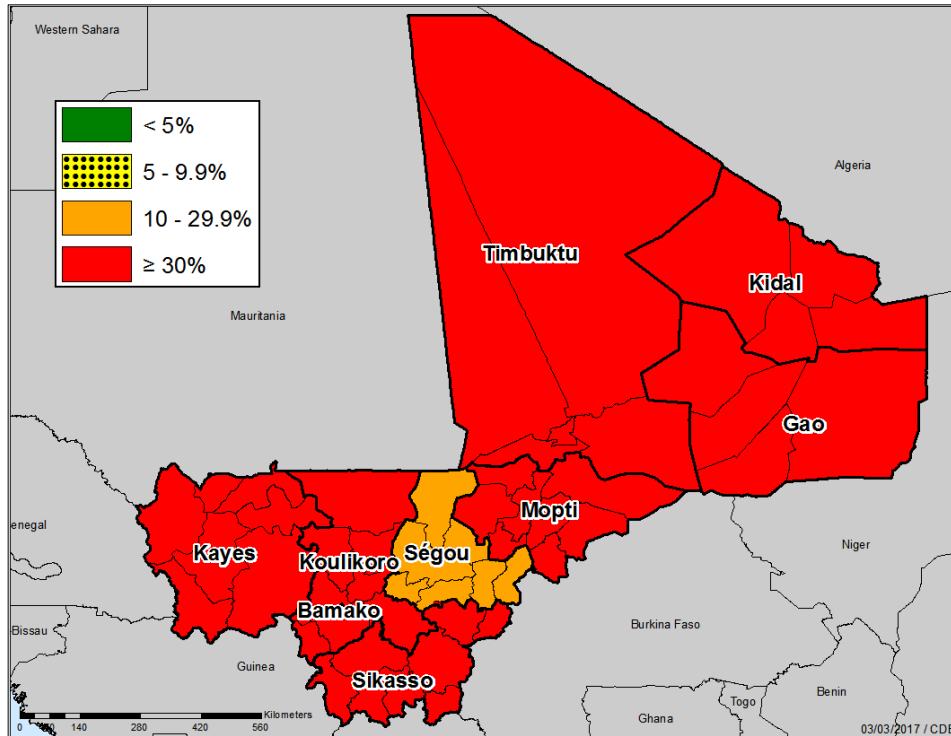 Western Sahara
< 5%
5 - 9.9%
10 - 29.9%
≥ 30%
Algeria
Timbuktu
Kidal
Mauritania
Gao
Mopti
enegal
Kayes
Koulikoro
Ségou
Niger
Bamako
Burkina Faso
Bissau
Guinea
Sikasso
Benin
Togo
Ghana
Kilometers
0 70 140 280 420 560
03/03/2017 / CDE